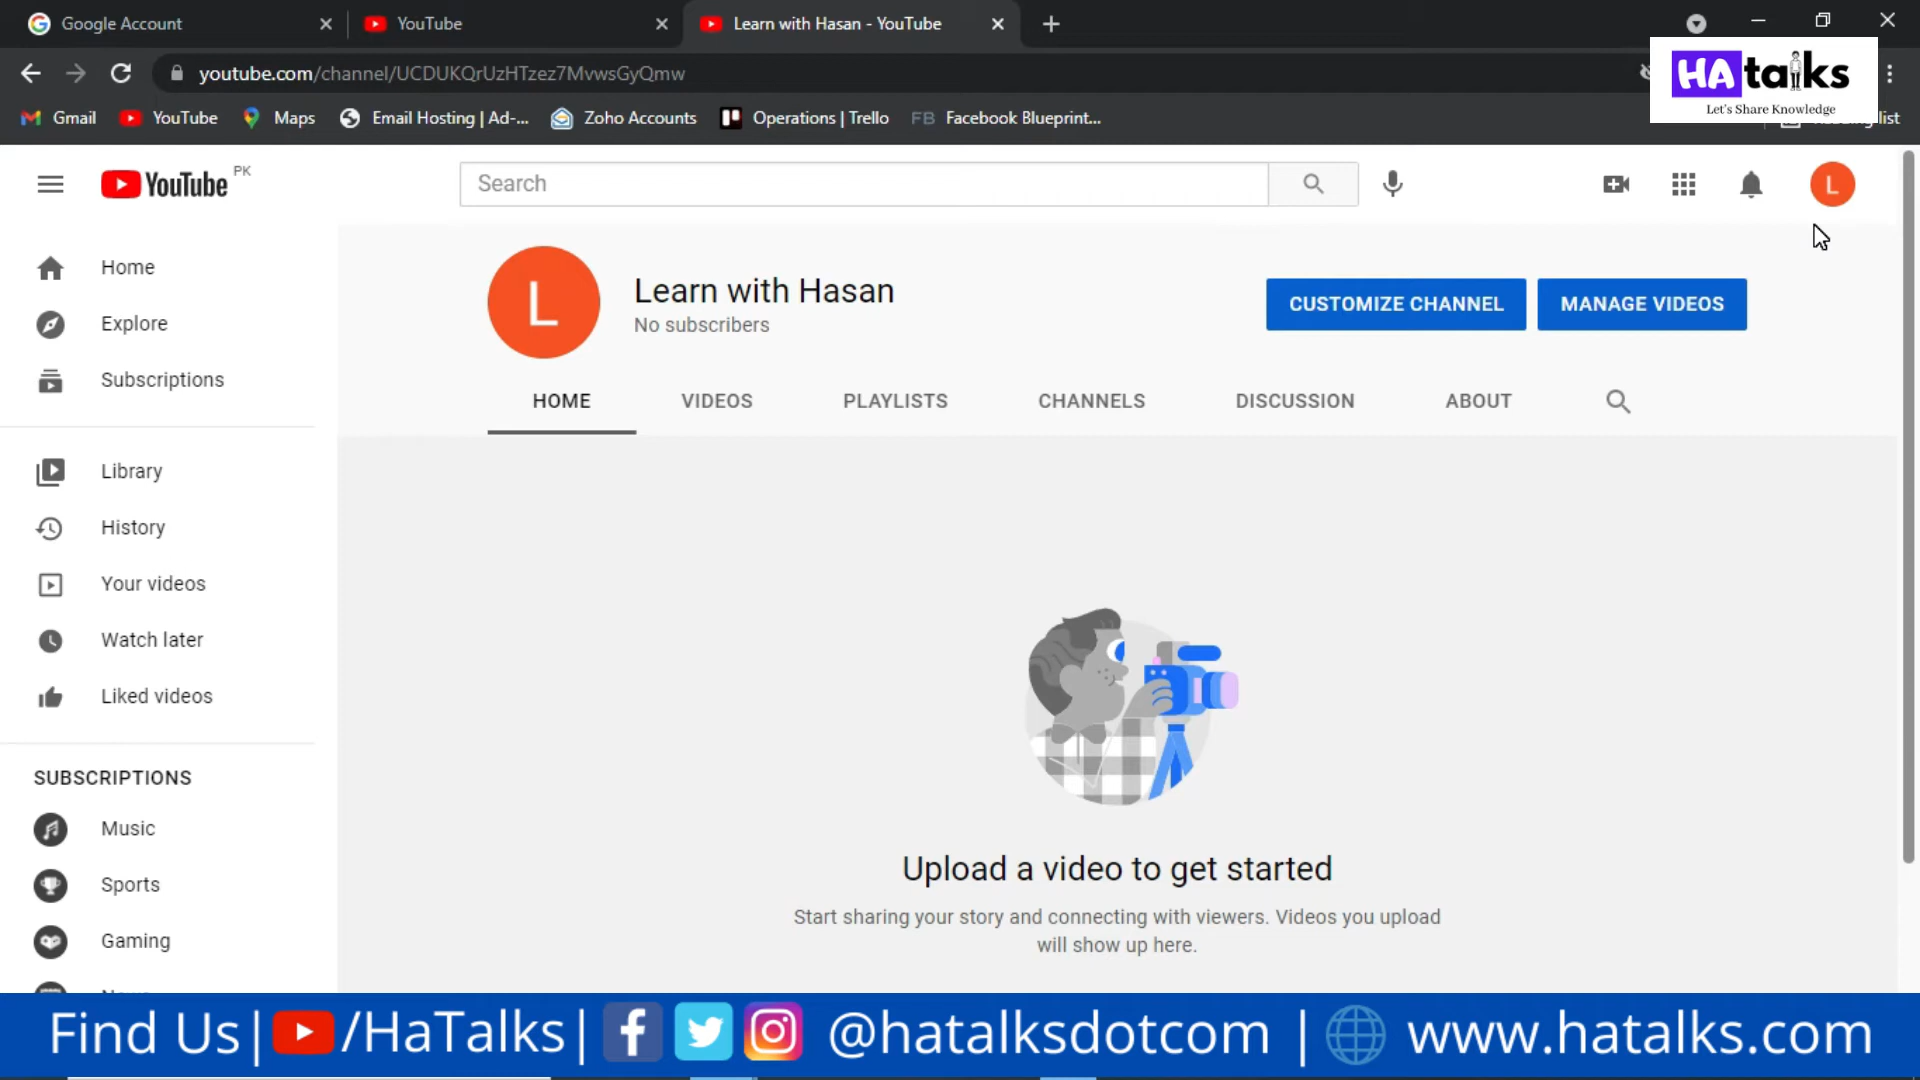 Google Account
YouTube
Learn with Hasan - YouTube
youtube.com/channel/UCDUKQrUzHTzez7MvwsGyQmw
HAtalks
Let's Share Knowledge
Gmail
YouTube
Maps
Email Hosting | Ad-...
Zoho Accounts
Operations | Trello
FB Facebook Blueprint...
list
YouTube PK
Search
L
Home
Explore
Subscriptions
Library
History
Your videos
Watch later
Liked videos
SUBSCRIPTIONS
Music
Sports
Gaming
L
Learn with Hasan
No subscribers
CUSTOMIZE CHANNEL
MANAGE VIDEOS
HOME
VIDEOS
PLAYLISTS
CHANNELS
DISCUSSION
ABOUT
Upload a video to get started
Start sharing your story and connecting with viewers. Videos you upload
will show up here.
Find Us| /HaTalks| @hatalksdotcom | www.hatalks.com